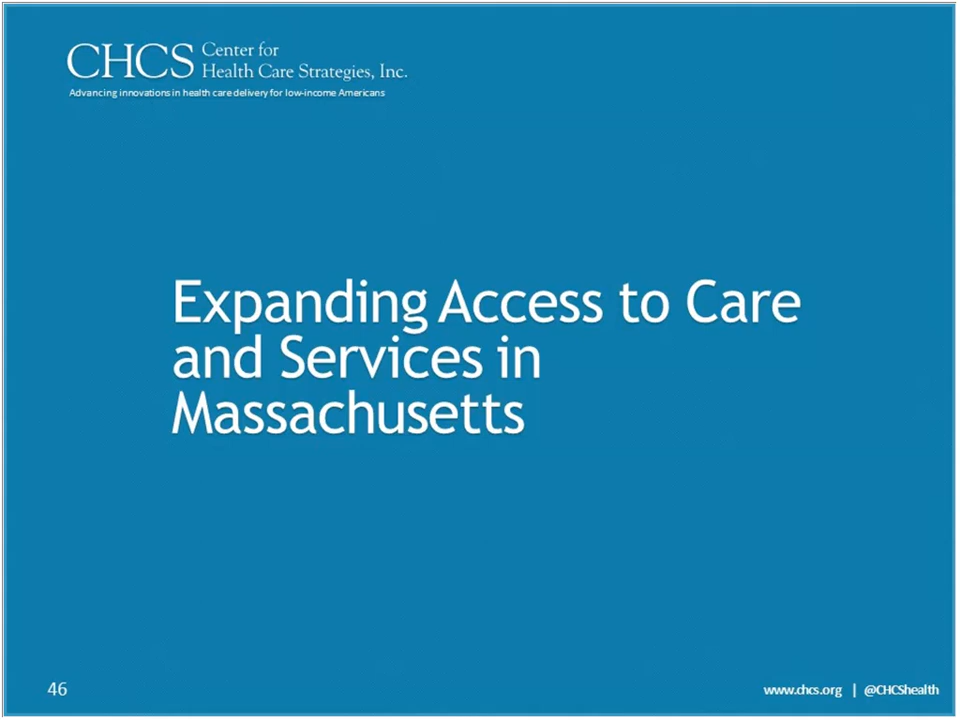 CHCS Center for
Health Care Strategies, Inc.
Advancing innovations in health care delivery for low-income Americans
Expanding Access to Care
and Services in
Massachusetts
46
www.chcs.org | @CHCShealth